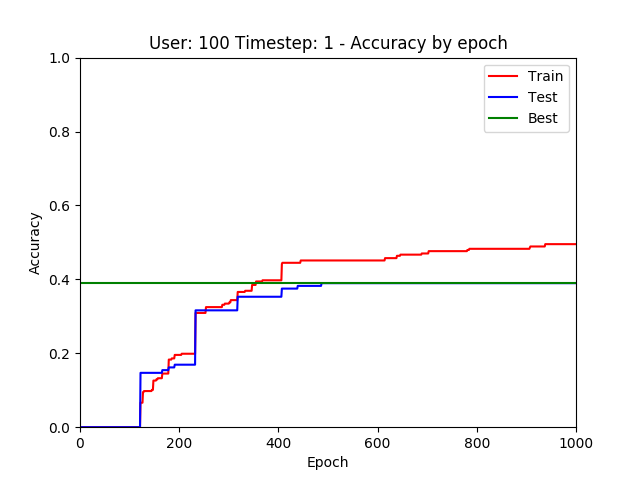 User: 100 Timestep: 1 - Accuracy by epoch
1.0
0.8
0.6
0.4
0.2
0.0
Accuracy
Train
Test
Best
0 200 400 600 800 1000
Epoch